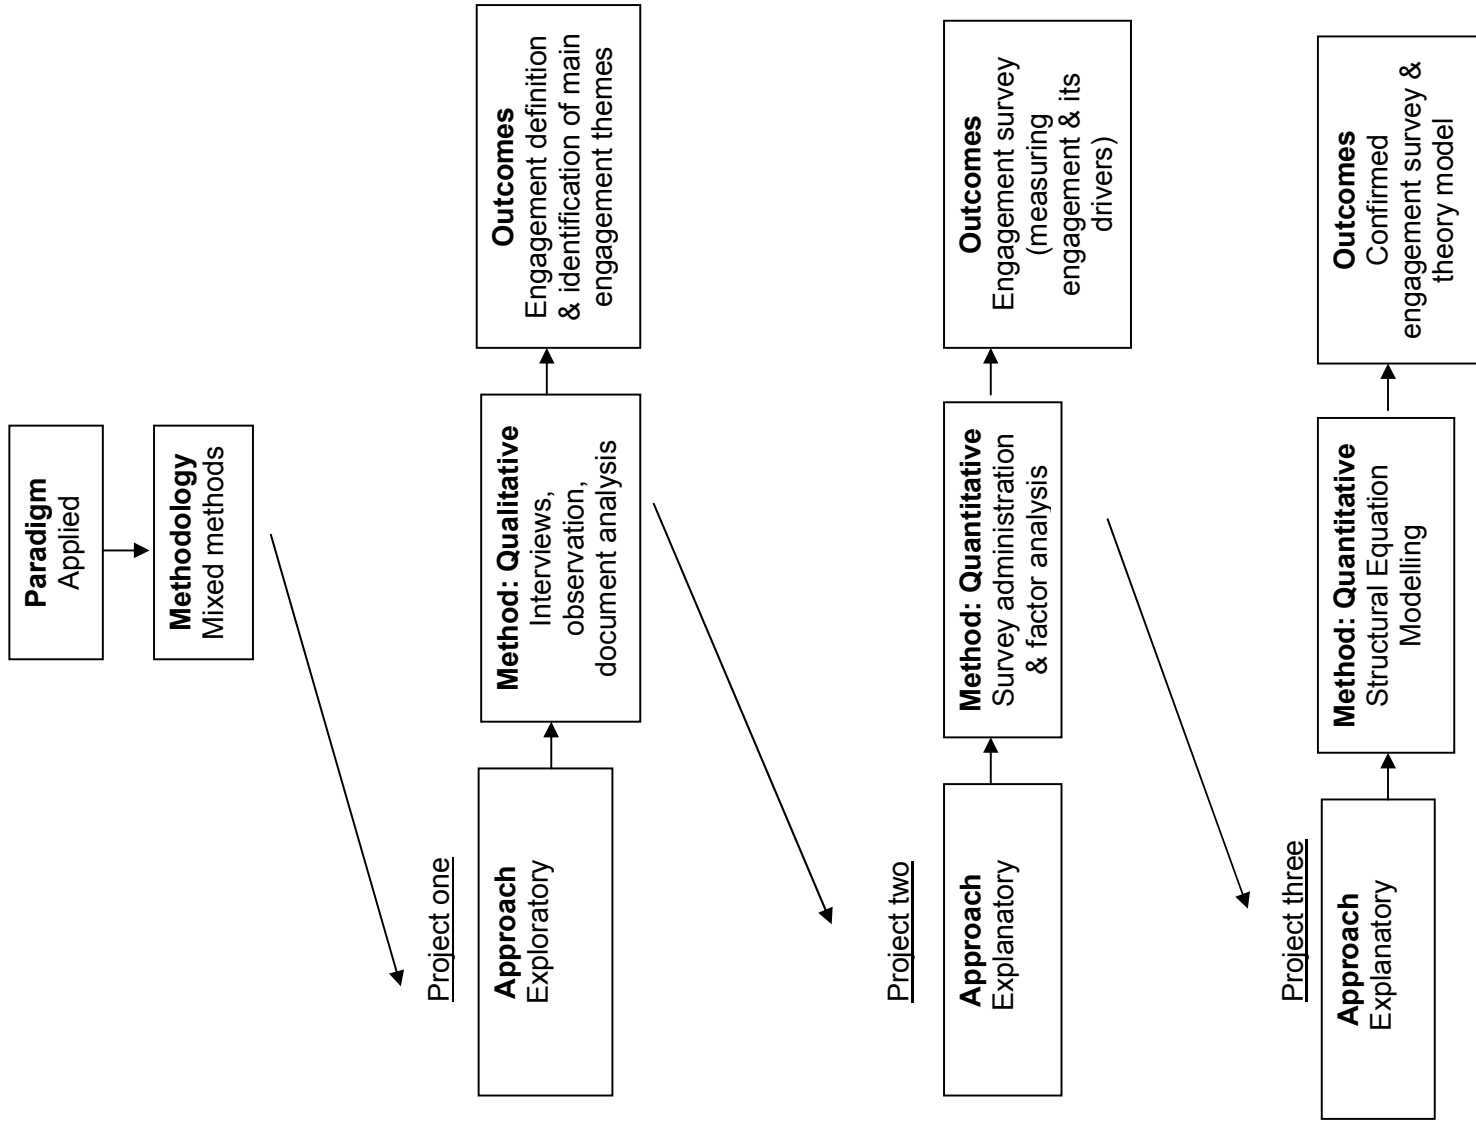 Paradigm
Applied
Methodology
Mixed methods
Project one
Approach
Exploratory
Method: Qualitative
Interviews,
observation,
document analysis
Outcomes
Engagement definition
& identification of main
engagement themes
Project two
Approach
Explanatory
Method: Quantitative
Survey administration
& factor analysis
Outcomes
Engagement survey
(measuring
engagement & its
drivers)
Project three
Approach
Explanatory
Method: Quantitative
Structural Equation
Modelling
Outcomes
Confirmed
engagement survey &
theory model